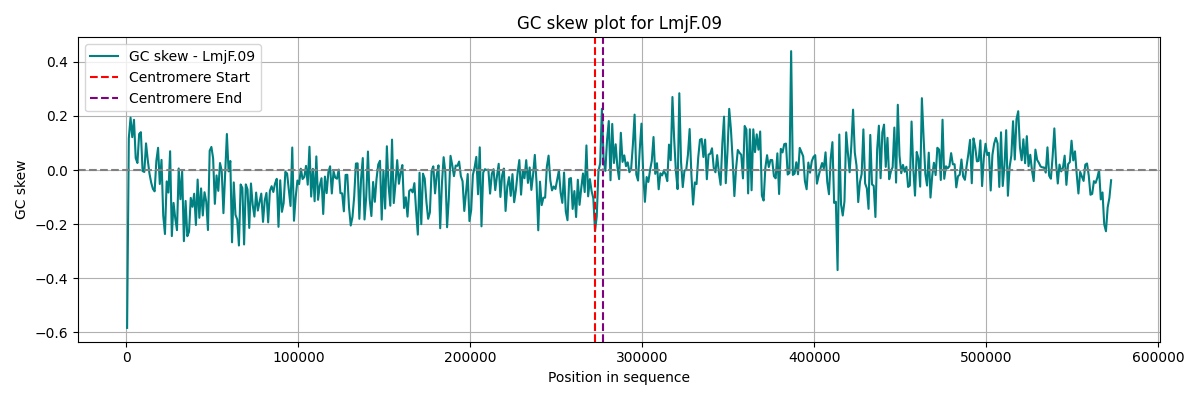 GC skew plot for LmjF.09
GC skew - LmjF.09
Centromere Start
Centromere End
GC skew
0.4
0.2
0.0
−0.2
−0.4
−0.6
0
100000
200000
300000
400000
500000
600000
Position in sequence